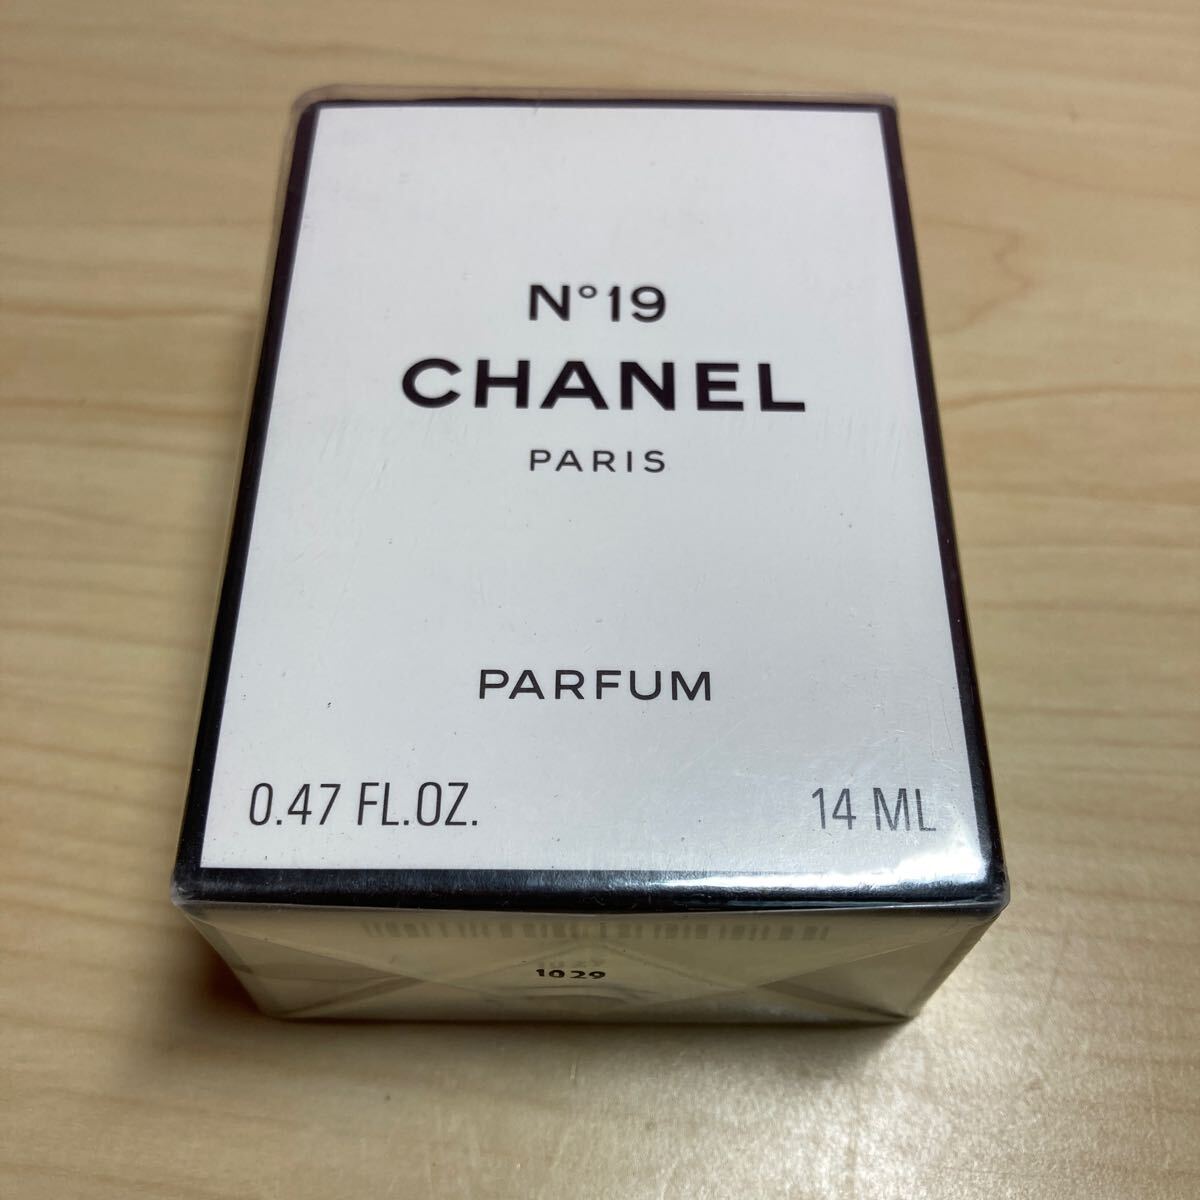 N°19
CHANEL
PARIS
PARFUM
0.47 FL.OZ.
14 ML
1029